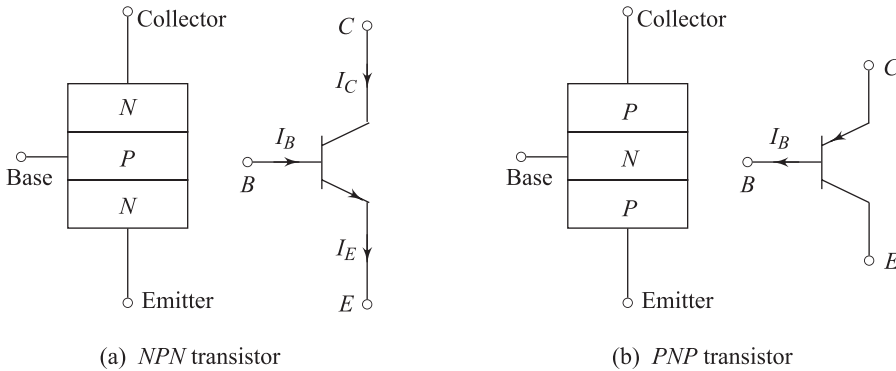 Collector
N
P
N
Base
Emitter
C
I_C
I_B
B
I_E
E
(a) NPN transistor
Collector
P
N
P
Base
Emitter
C
I_B
B
E
(b) PNP transistor